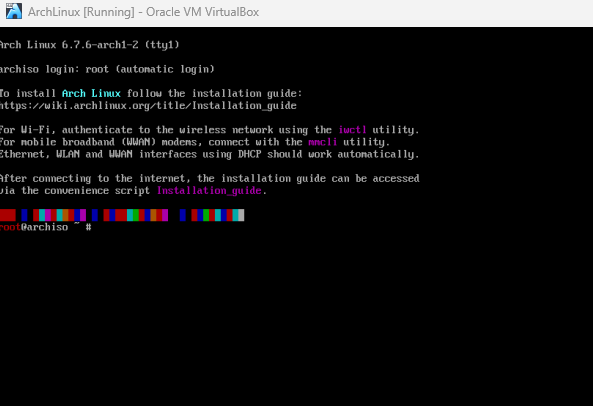 ArchLinux [Running] - Oracle VM VirtualBox
Arch Linux 6.7.6-arch1-2 (tty1)
archiso login: root (automatic login)
To install Arch Linux follow the installation guide:
https://wiki.archlinux.org/title/Installation_guide
For Wi-Fi, authenticate to the wireless network using the iwctl utility.
For mobile broadband (WWAN) modems, connect with the mmcli utility.
Ethernet, WLAN and WWAN interfaces using DHCP should work automatically.
After connecting to the internet, the installation guide can be accessed
via the convenience script Installation_guide.
root@archiso ~ #